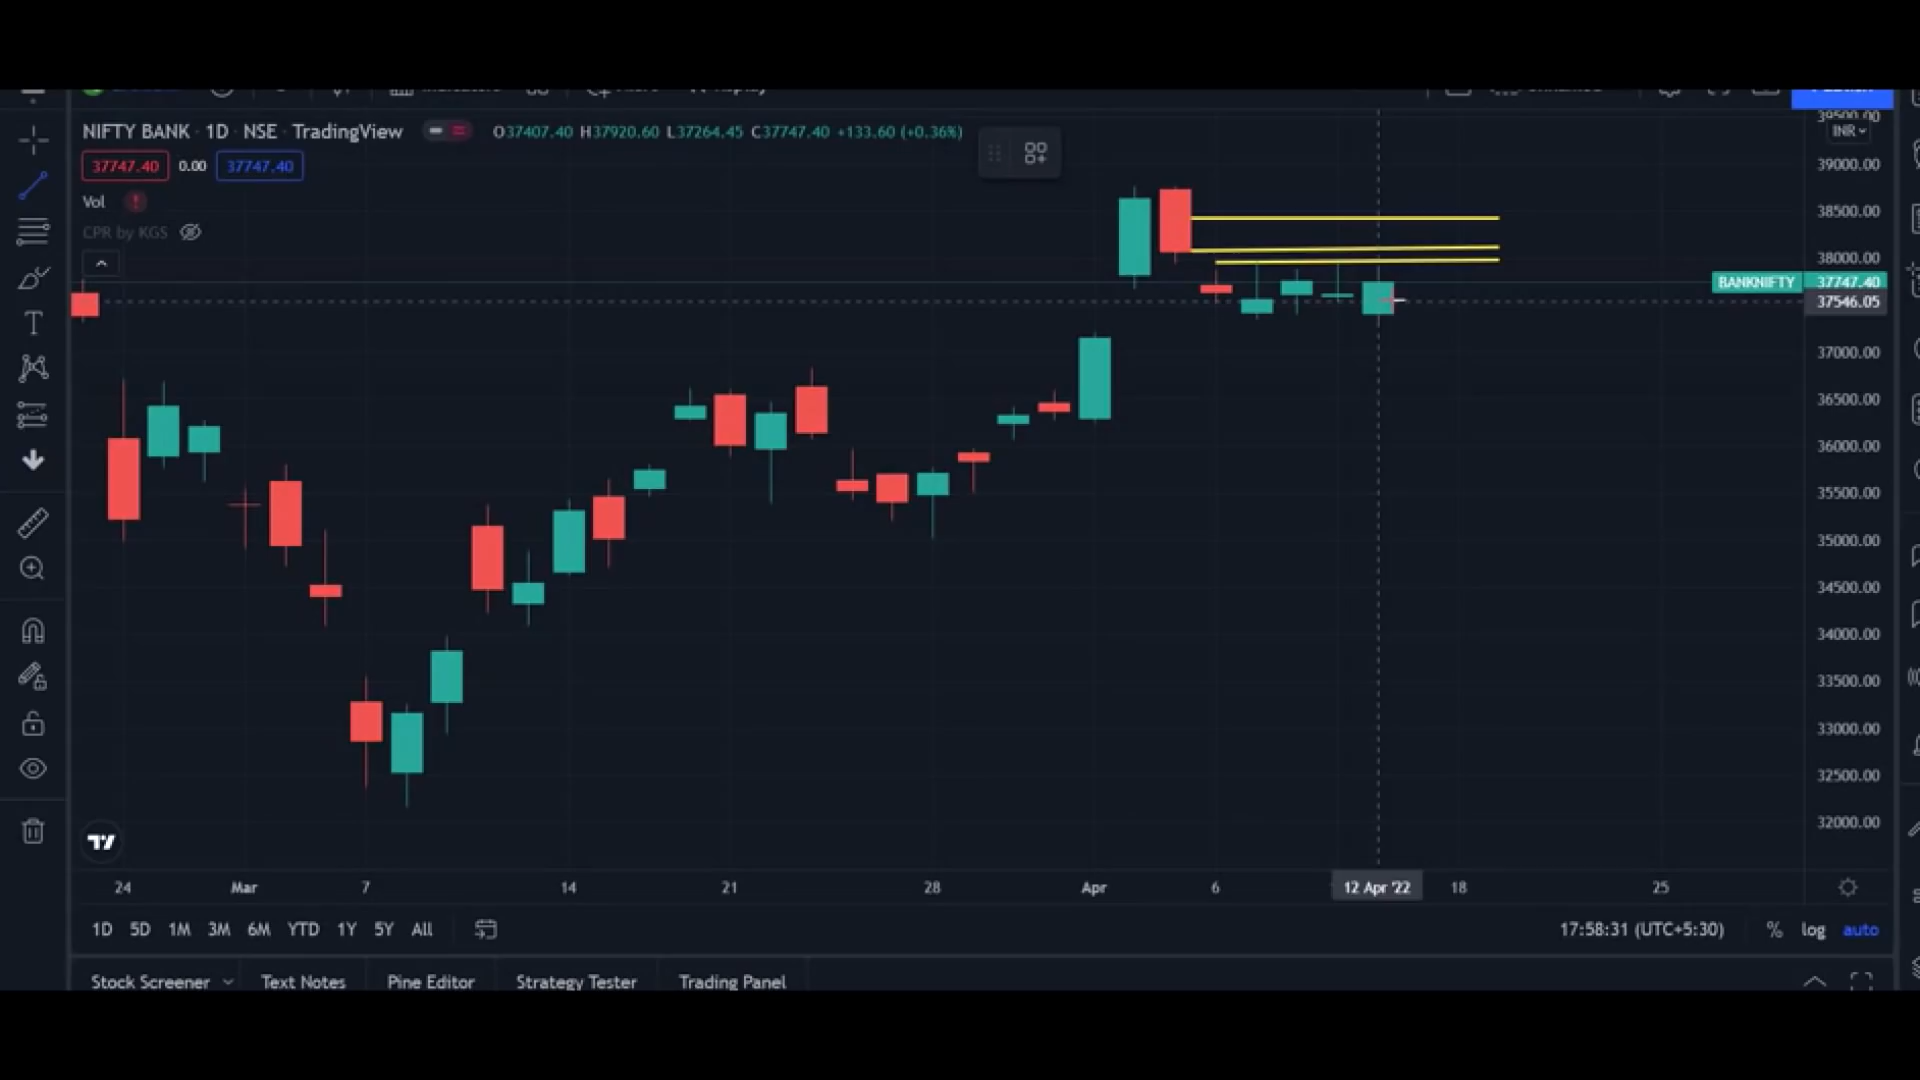 NIFTY BANK · 1D · NSE · TradingView O37407.40 H37920.60 L37264.45 C37747.40 +133.60 (+0.36%)
37747.40 0.00 37747.40
Vol
CPR by KGS
39500.00
INR
39000.00
38500.00
38000.00
BANKNIFTY 37747.40
37546.05
37000.00
36500.00
36000.00
35500.00
35000.00
34500.00
34000.00
33500.00
33000.00
32500.00
32000.00
24 Mar 7 14 21 28 Apr 6 12 Apr '22 18 25
1D 5D 1M 3M 6M YTD 1Y 5Y All 17:58:31 (UTC+5:30) % log auto
Stock Screener Text Notes Pine Editor Strategy Tester Trading Panel